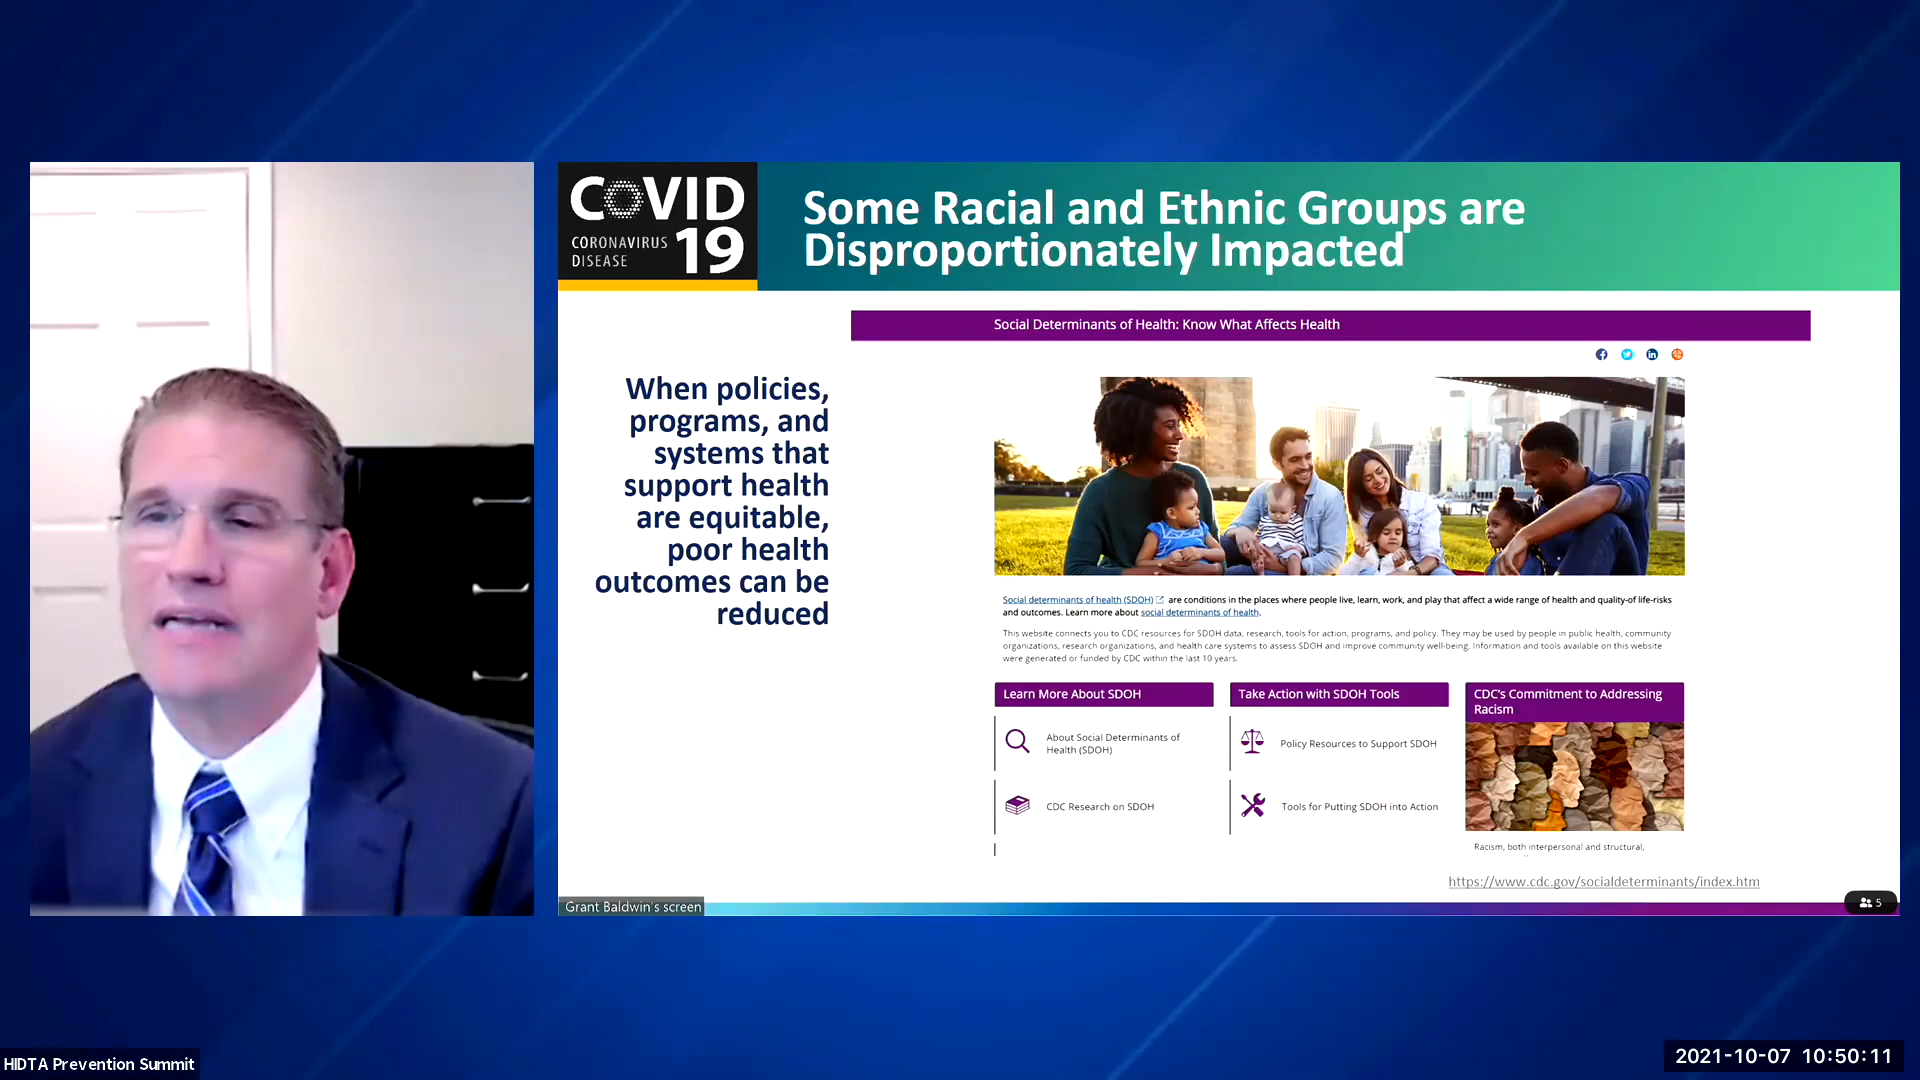 COVID
CORONAVIRUS
DISEASE
19
Some Racial and Ethnic Groups are
Disproportionately Impacted
Social Determinants of Health: Know What Affects Health
When policies,
programs, and
systems that
support health
are equitable,
poor health
outcomes can be
reduced
Social determinants of health (SDOH) are conditions in the places where people live, learn, work, and play that affect a wide range of health and quality-of life-risks
and outcomes. Learn more about social determinants of health.
This website connects you to CDC resources for SDOH data, research, tools for action, programs, and policy. They may be used by people in public health, community
organizations, research organizations, and health care systems to assess SDOH and improve community well-being. Information and tools available on this website
were generated or funded by CDC within the last 10 years.
Learn More About SDOH
About Social Determinants of
Health (SDOH)
CDC Research on SDOH
Take Action with SDOH Tools
Policy Resources to Support SDOH
Tools for Putting SDOH into Action
CDC's Commitment to Addressing
Racism
Racism, both interpersonal and structural,
https://www.cdc.gov/socialdeterminants/index.htm
Grant Baldwin's screen
5
HIDTA Prevention Summit
2021-10-07 10:50:11